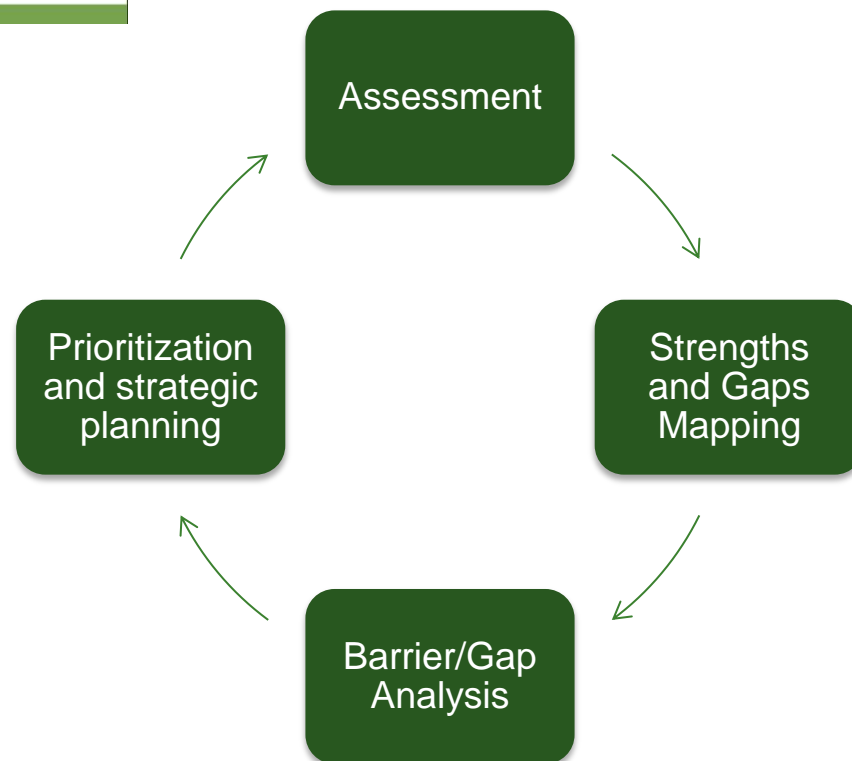 Assessment
Strengths
and Gaps
Mapping
Barrier/Gap
Analysis
Prioritization
and strategic
planning